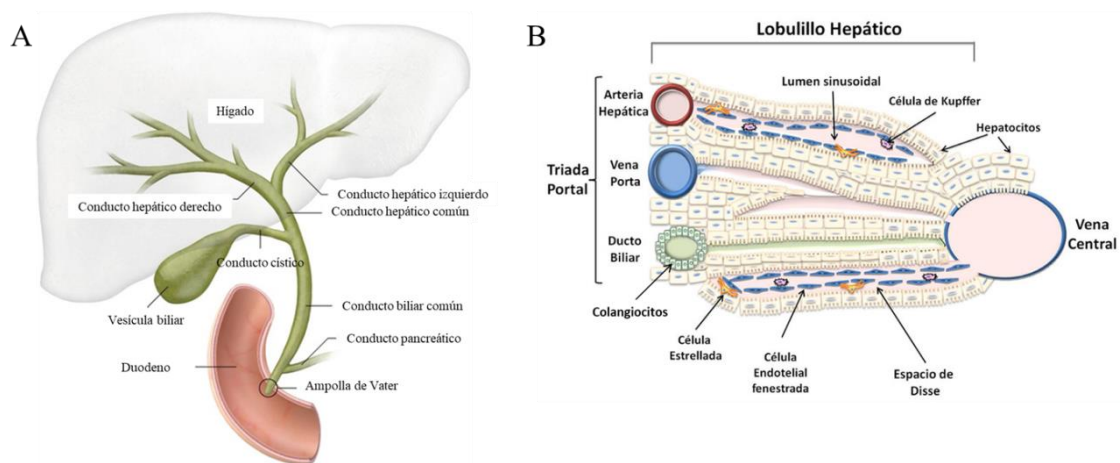 A
Hígado
Conducto hepático izquierdo
Conducto hepático derecho
Conducto hepático común
Conducto cístico
Vesícula biliar
Conducto biliar común
Conducto pancreático
Duodeno
Ampolla de Vater
B
Lobulillo Hepático
Lumen sinusoidal
Arteria
Hepática
Célula de Kupffer
Hepatocitos
Triada
Portal
Vena
Porta
Vena
Central
Ducto
Biliar
Colangiocitos
Célula
Estrellada
Célula
Endotelial
fenestrada
Espacio de
Disse